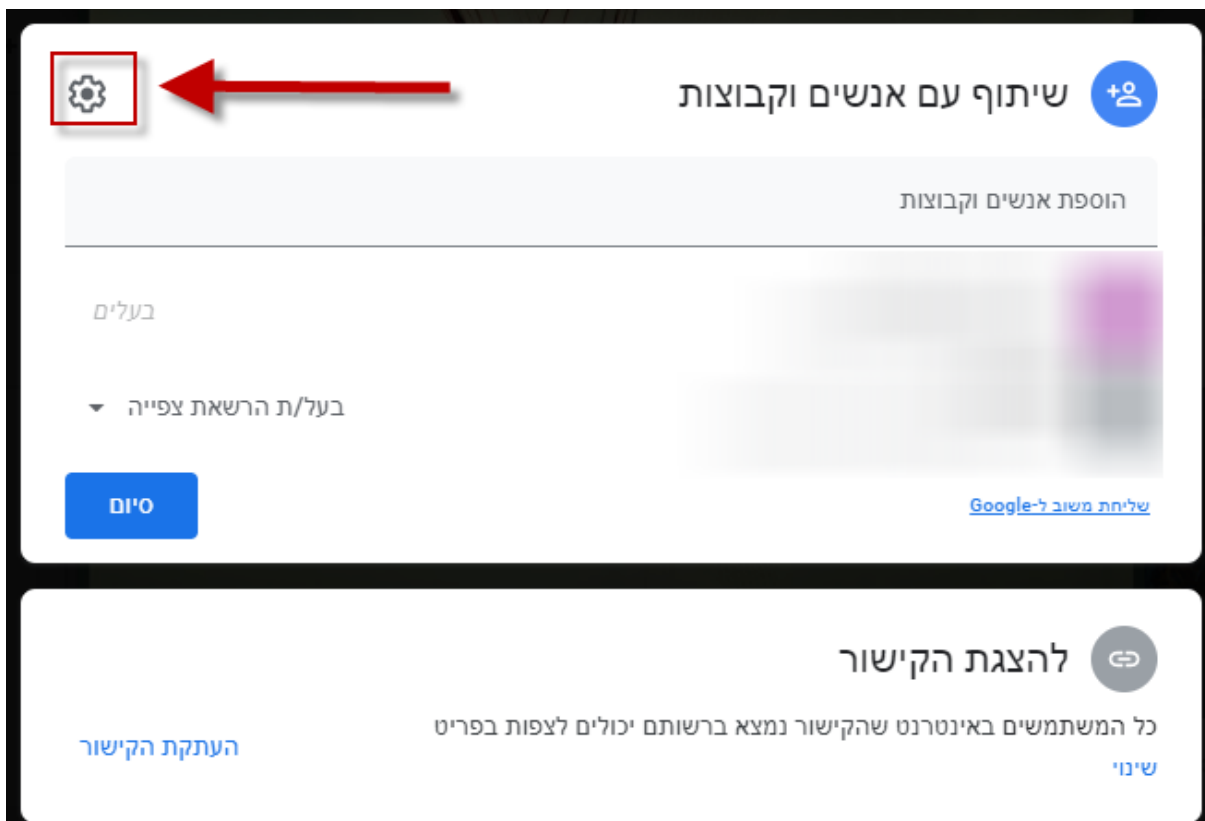 שיתוף עם אנשים וקבוצות
הוספת אנשים וקבוצות
בעלים
בעל/ת הרשאת צפייה
שליחת משוב ל-Google
סיום
להצגת הקישור
כל המשתמשים באינטרנט שהקישור נמצא ברשותם יכולים לצפות בפריט
שינוי
העתקת הקישור